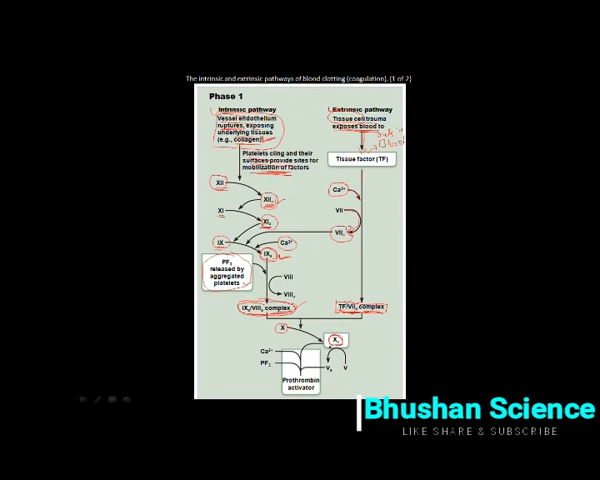 The intrinsic and extrinsic pathways of blood clotting (coagulation). (1 of 2)
Phase 1
Intrinsic pathway
Vessel endothelium
ruptures, exposing
underlying tissues
(e.g., collagen)
Extrinsic pathway
Tissue cell trauma
exposes blood to
Blood
Platelets cling and their
surfaces provide sites for
mobilization of factors
Tissue factor (TF)
XII
XIIₐ
Ca²⁺
XI
XIₐ
VII
VIIₐ
IX
Ca²⁺
IXₐ
PF₃
released by
aggregated
platelets
VIII
VIIIₐ
IXₐ/VIIIₐ complex
TF/VIIₐ complex
X
Xₐ
Ca²⁺
PF₃
Vₐ
V
Prothrombin
activator
Bhushan Science
LIKE SHARE & SUBSCRIBE